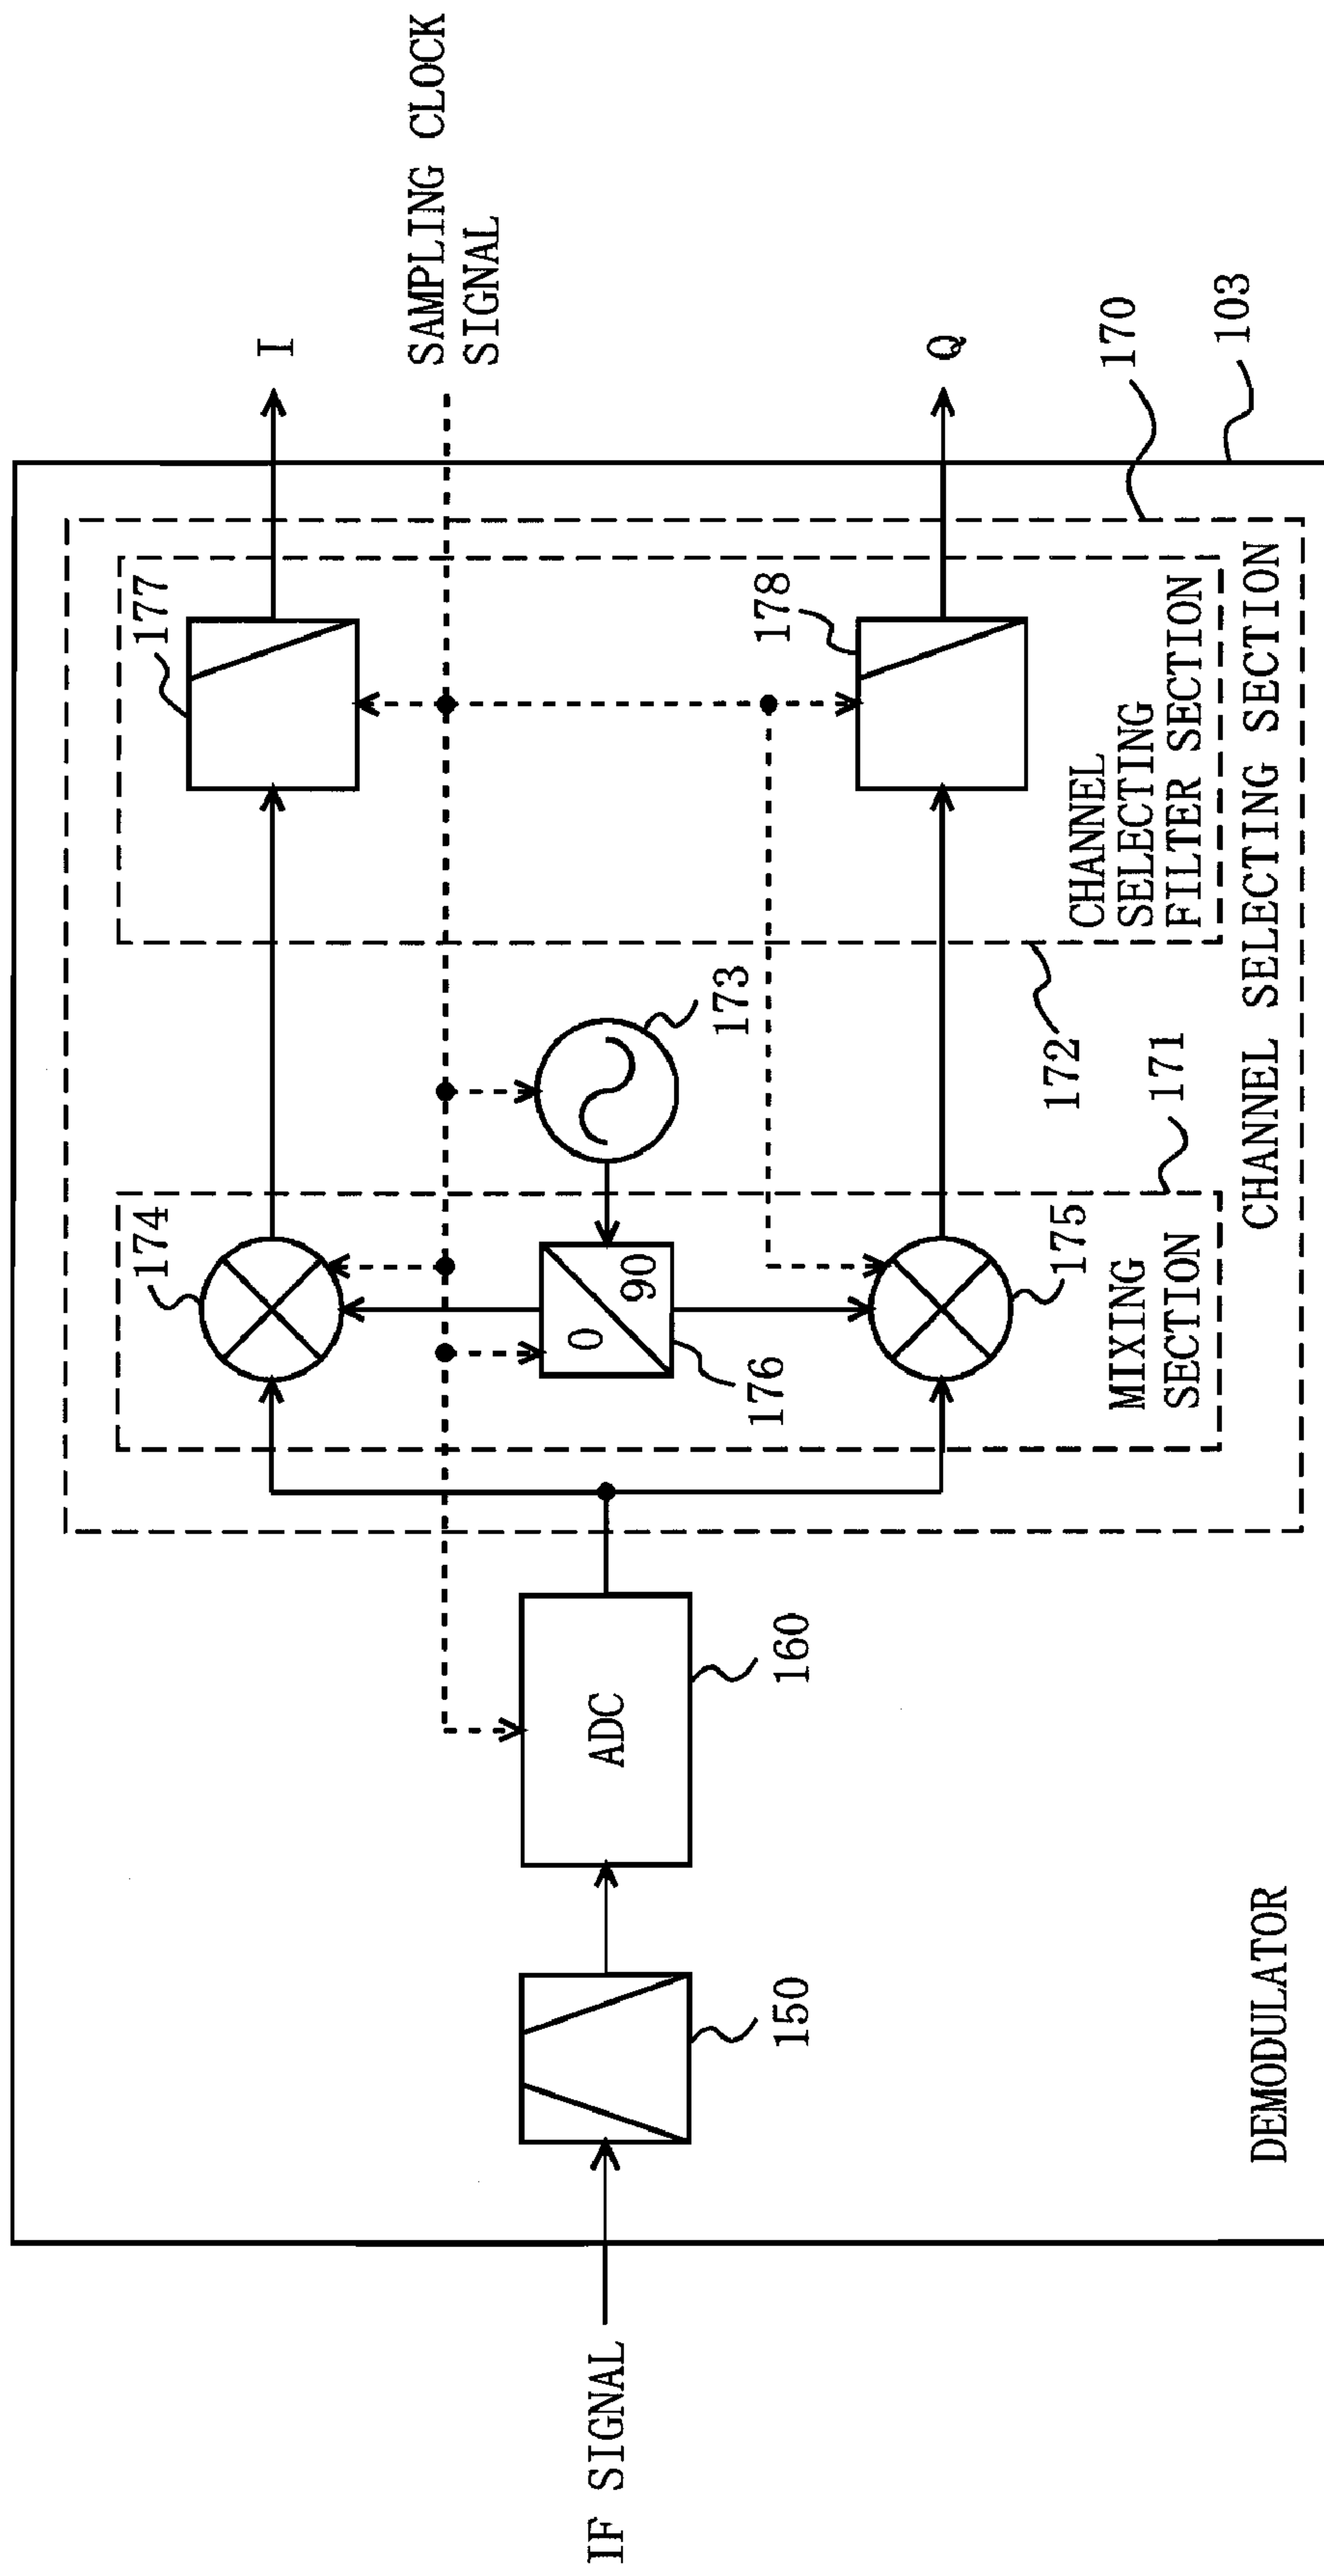 I
SAMPLING CLOCK
SIGNAL
Q
170
103
177
178
CHANNEL
SELECTING
FILTER SECTION
CHANNEL SELECTING SECTION
172
173
171
174
0
90
176
175
MIXING
SECTION
ADC
160
150
DEMODULATOR
IF SIGNAL